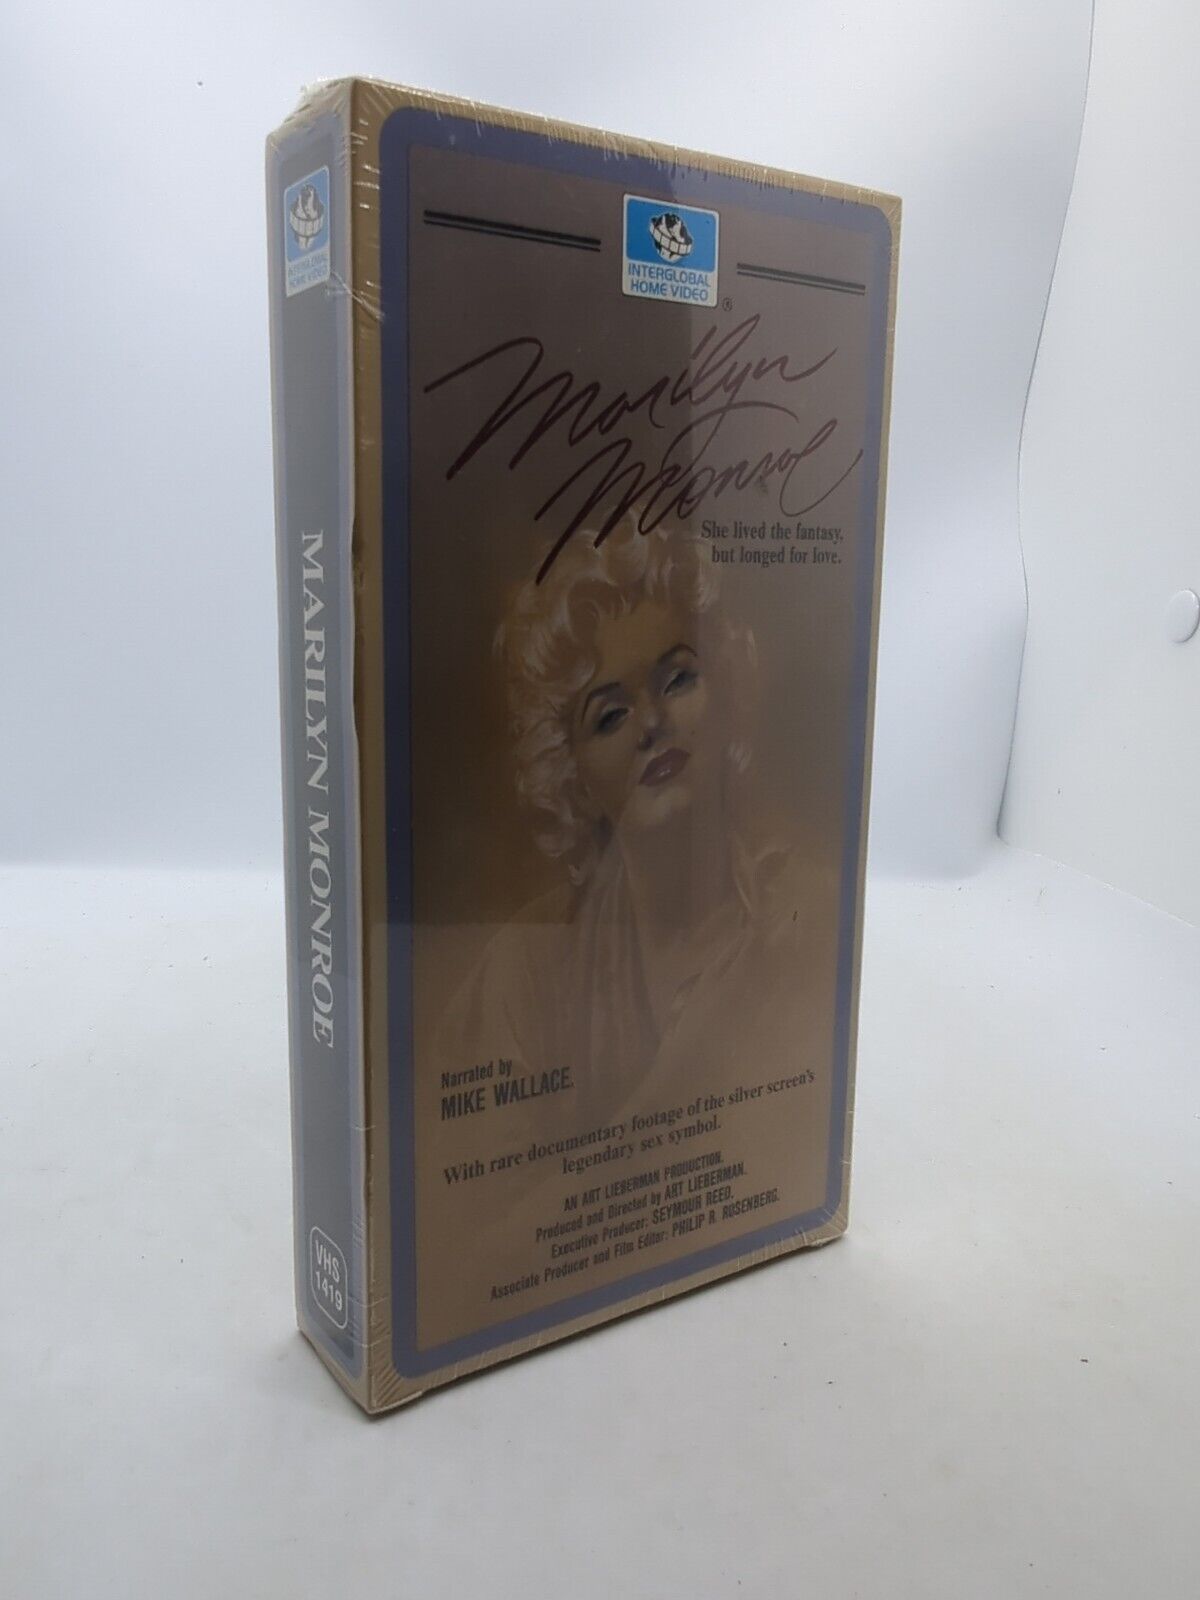 INTERGLOBAL
HOME VIDEO
MARILYN MONROE
VHS
1419
INTERGLOBAL
HOME VIDEO
®
Marilyn
Monroe
She lived the fantasy,
but longed for love.
Narrated by
MIKE WALLACE.
With rare documentary footage of the silver screen's
legendary sex symbol.
AN ART LIEBERMAN PRODUCTION.
Produced and Directed by ART LIEBERMAN.
Executive Producer: SEYMOUR REED.
Associate Producer and Film Editor: PHILIP R. ROSENBERG.